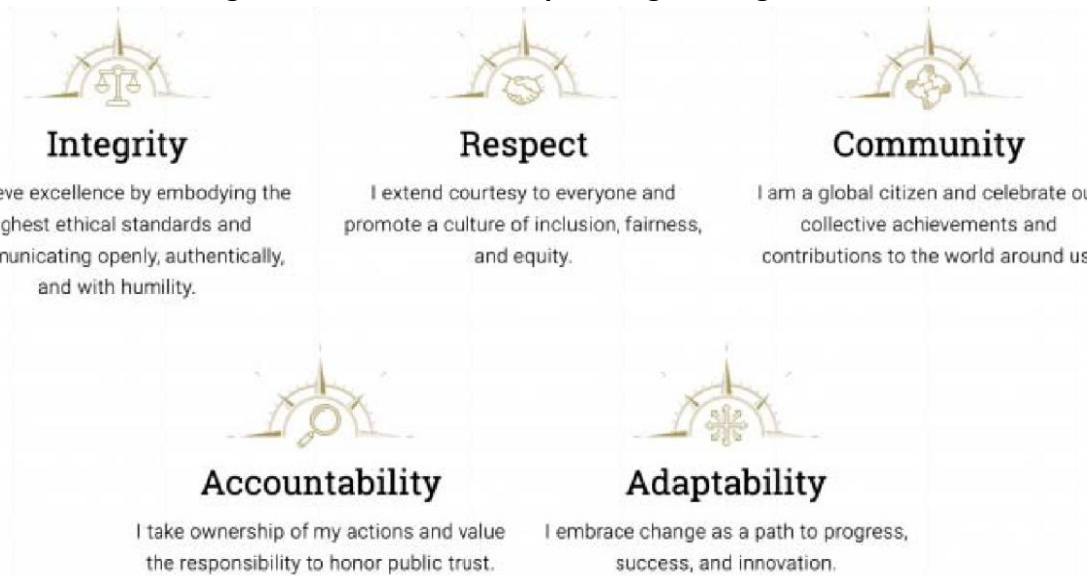 Integrity
eve excellence by embodying the
ghest ethical standards and
municating openly, authentically,
and with humility.
Respect
I extend courtesy to everyone and
promote a culture of inclusion, fairness,
and equity.
Community
I am a global citizen and celebrate ou
collective achievements and
contributions to the world around us
Accountability
I take ownership of my actions and value
the responsibility to honor public trust.
Adaptability
I embrace change as a path to progress,
success, and innovation.